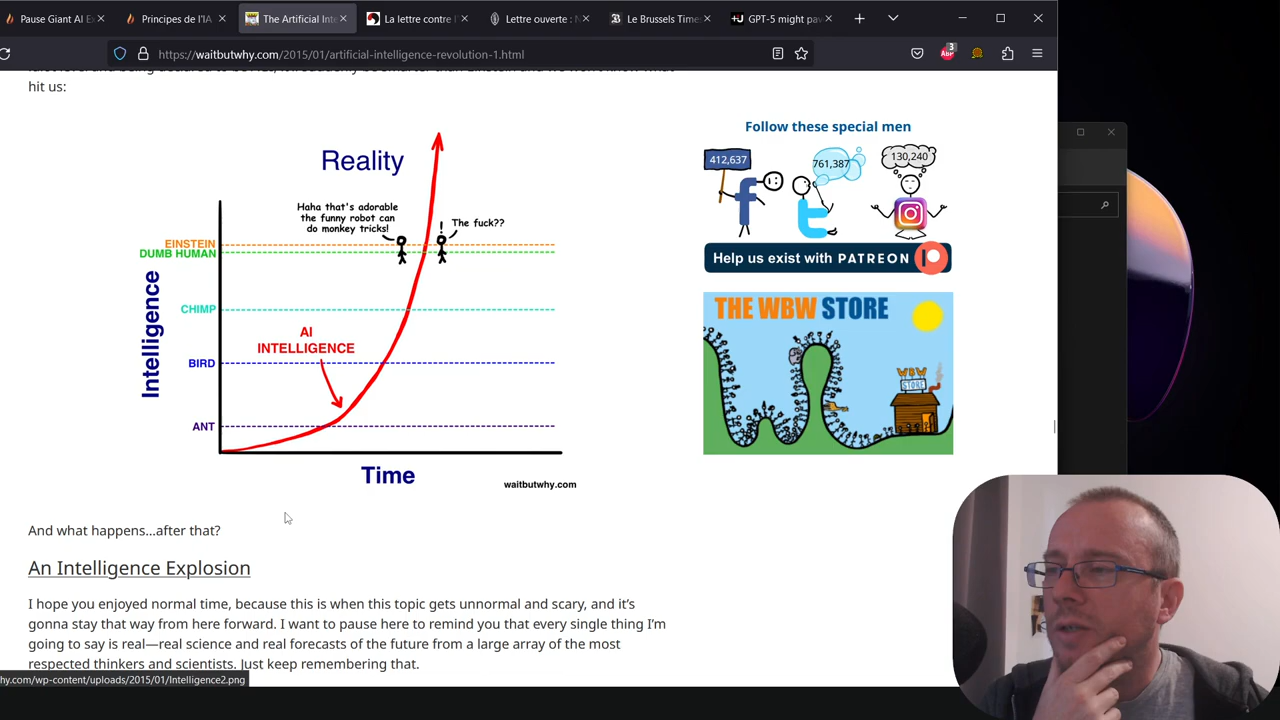 Pause Giant AI Ex
Principes de l'IA
The Artificial Inte
La lettre contre l'
Lettre ouverte : N
Le Brussels Times
GPT-5 might pav
https://waitbutwhy.com/2015/01/artificial-intelligence-revolution-1.html
3
hit us:
Reality
Haha that's adorable
the funny robot can
do monkey tricks!
!
The fuck??
EINSTEIN
DUMB HUMAN
CHIMP
BIRD
ANT
Intelligence
AI
INTELLIGENCE
Time
waitbutwhy.com
Follow these special men
412,637
761,387
130,240
Help us exist with PATREON
THE WBW STORE
WBW
STORE
And what happens…after that?
An Intelligence Explosion
I hope you enjoyed normal time, because this is when this topic gets unnormal and scary, and it's
gonna stay that way from here forward. I want to pause here to remind you that every single thing I'm
going to say is real—real science and real forecasts of the future from a large array of the most
respected thinkers and scientists. Just keep remembering that.
hy.com/wp-content/uploads/2015/01/Intelligence2.png